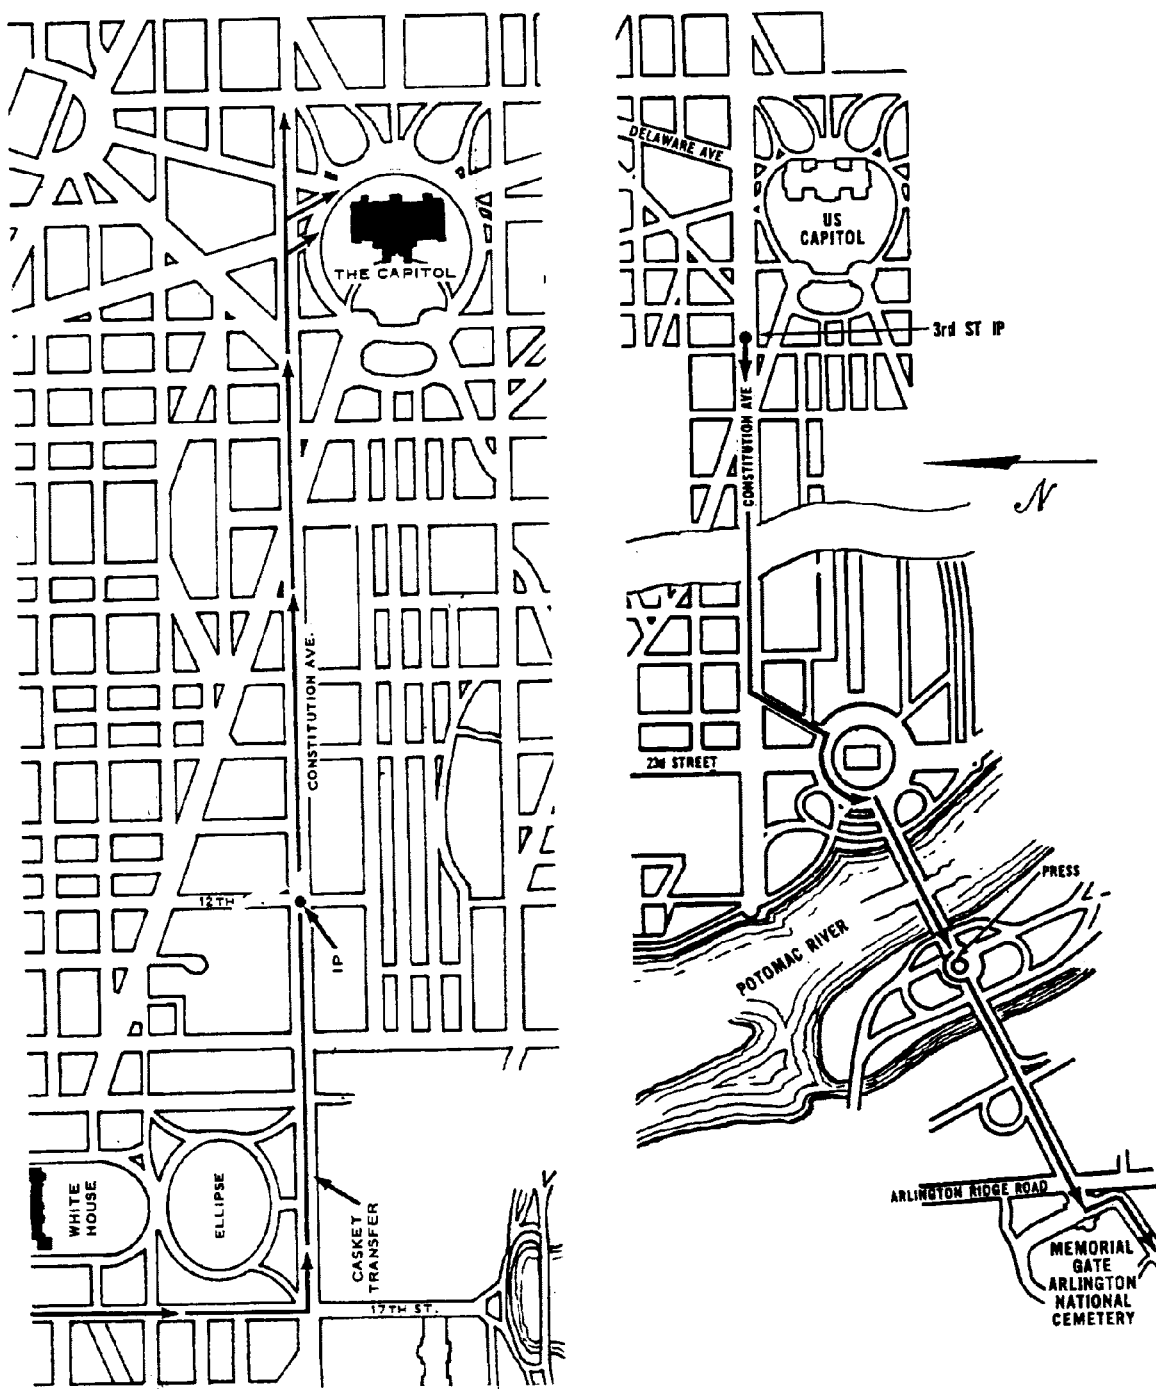 THE CAPITOL
CONSTITUTION AVE.
12TH
IP
WHITE
HOUSE
ELLIPSE
CASKET
TRANSFER
17TH ST.
DELAWARE AVE
US
CAPITOL
3rd ST IP
CONSTITUTION AVE
N
23d STREET
PRESS
POTOMAC RIVER
ARLINGTON RIDGE ROAD
MEMORIAL
GATE
ARLINGTON
NATIONAL
CEMETERY